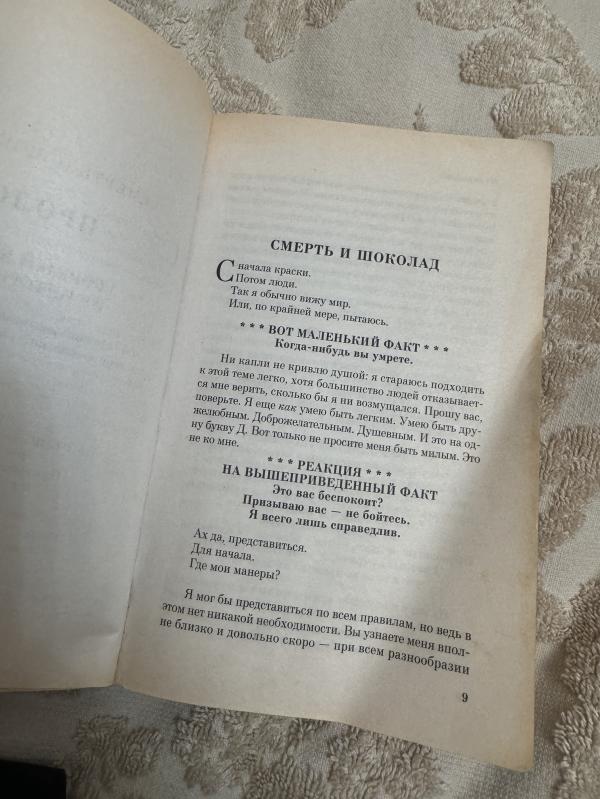 СМЕРТЬ И ШОКОЛАД
Сначала краски.
Потом люди.
Так я обычно вижу мир.
Или, по крайней мере, пытаюсь.
* * * ВОТ МАЛЕНЬКИЙ ФАКТ * * *
Когда-нибудь вы умрете.
Ни капли не кривлю душой: я стараюсь подходить
к этой теме легко, хотя большинство людей отказывает-
ся мне верить, сколько бы я ни возмущался. Прошу вас,
поверьте. Я еще как умею быть легким. Умею быть дру-
желюбным. Доброжелательным. Душевным. И это на од-
ну букву Д. Вот только не просите меня быть милым. Это
не ко мне.
* * * РЕАКЦИЯ * * *
НА ВЫШЕПРИВЕДЕННЫЙ ФАКТ
Это вас беспокоит?
Призываю вас — не бойтесь.
Я всего лишь справедлив.
Ах да, представиться.
Для начала.
Где мои манеры?
Я мог бы представиться по всем правилам, но ведь в
этом нет никакой необходимости. Вы узнаете меня впол-
не близко и довольно скоро — при всем разнообразии
9